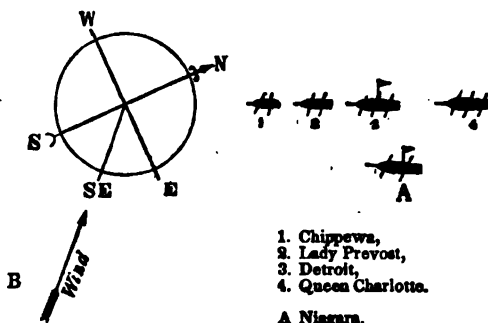 W
N
S
SE E
1 2 3 4
A
B
Wind
1. Chippewa,
2. Lady Prevost,
3. Detroit,
4. Queen Charlotte.
A Niagara.